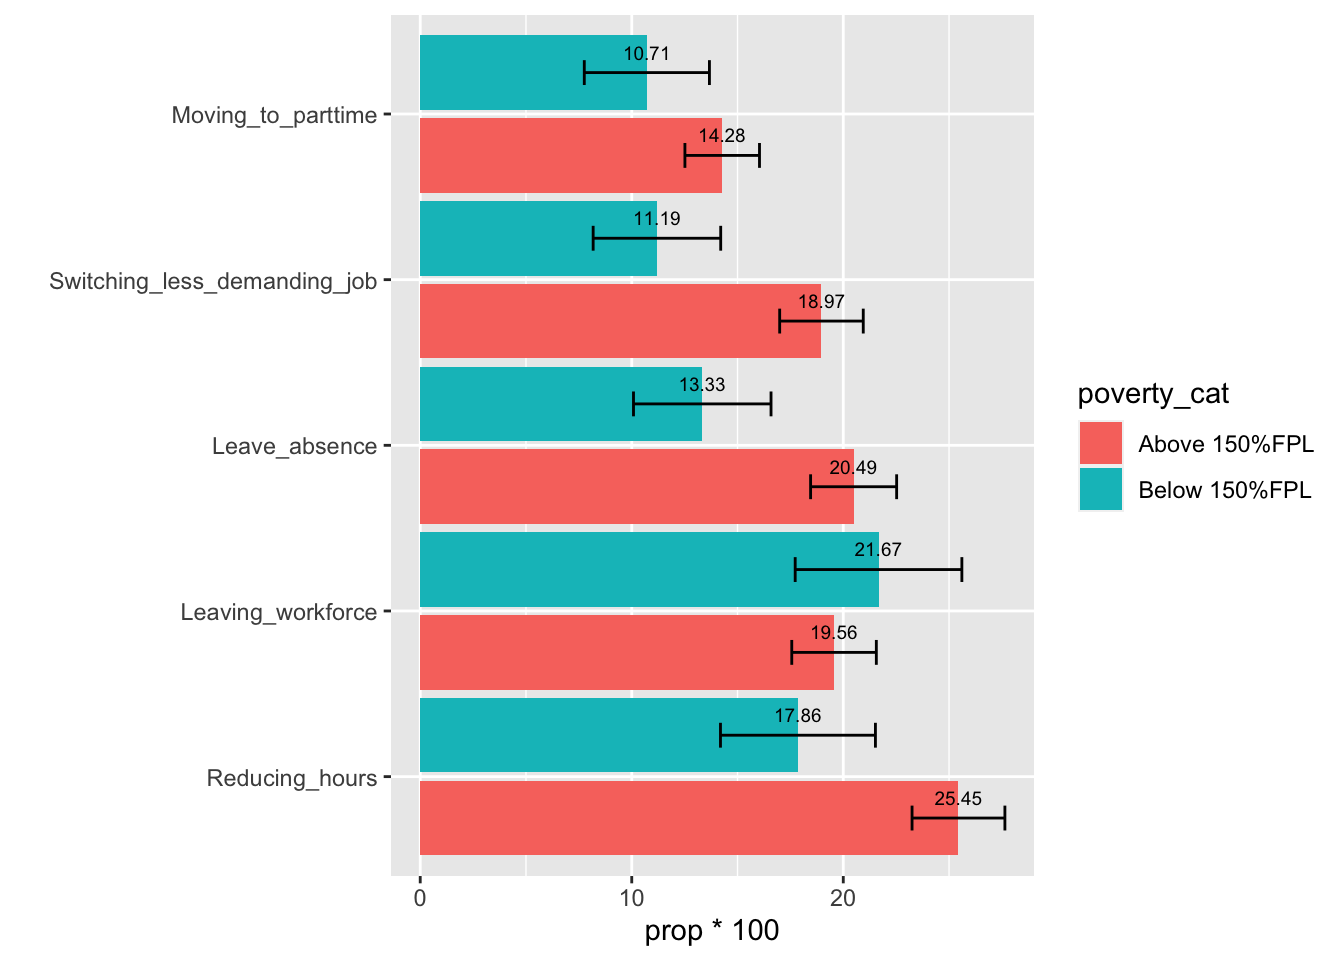 10.71
Moving_to_parttime
14.28
11.19
Switching_less_demanding_job
18.97
13.33
Leave_absence
20.49
21.67
Leaving_workforce
19.56
17.86
Reducing_hours
25.45
0 10 20
prop * 100
poverty_cat
Above 150%FPL
Below 150%FPL